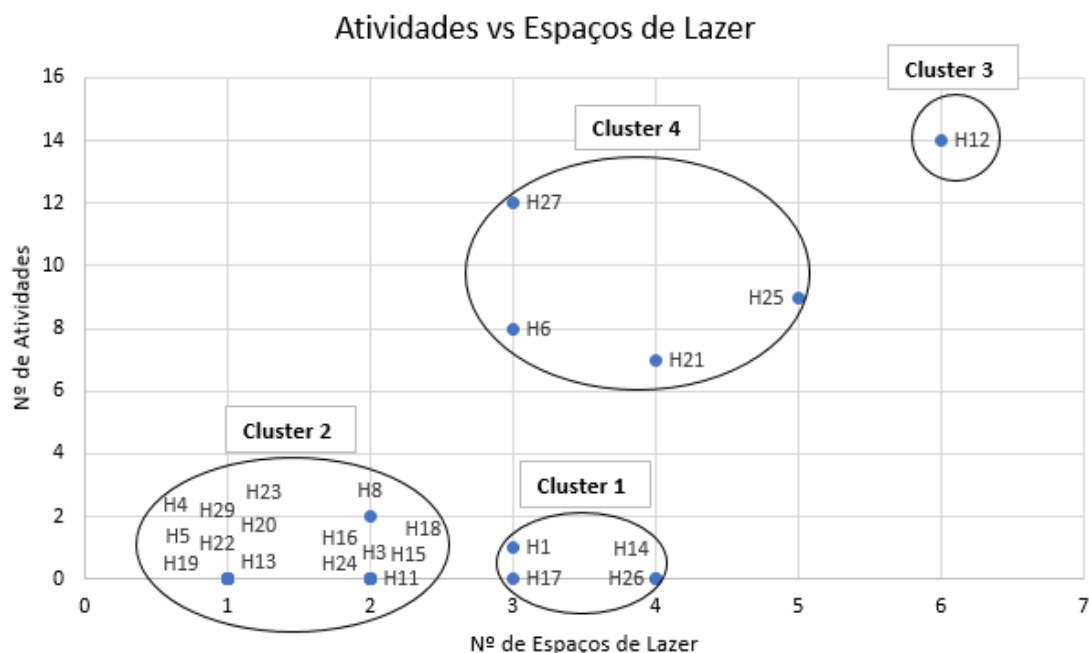 Atividades vs Espaços de Lazer
Cluster 3
16
14
H12
Cluster 4
12
H27
10
H25
8
H6
H21
6
Nº de Atividades
Cluster 2
4
H4
H29
H23
H8
Cluster 1
2
H5
H22
H20
H16
H18
H19
H13
H24
H3
H15
H11
H1
H14
H17
H26
0
0 1 2 3 4 5 6 7
Nº de Espaços de Lazer